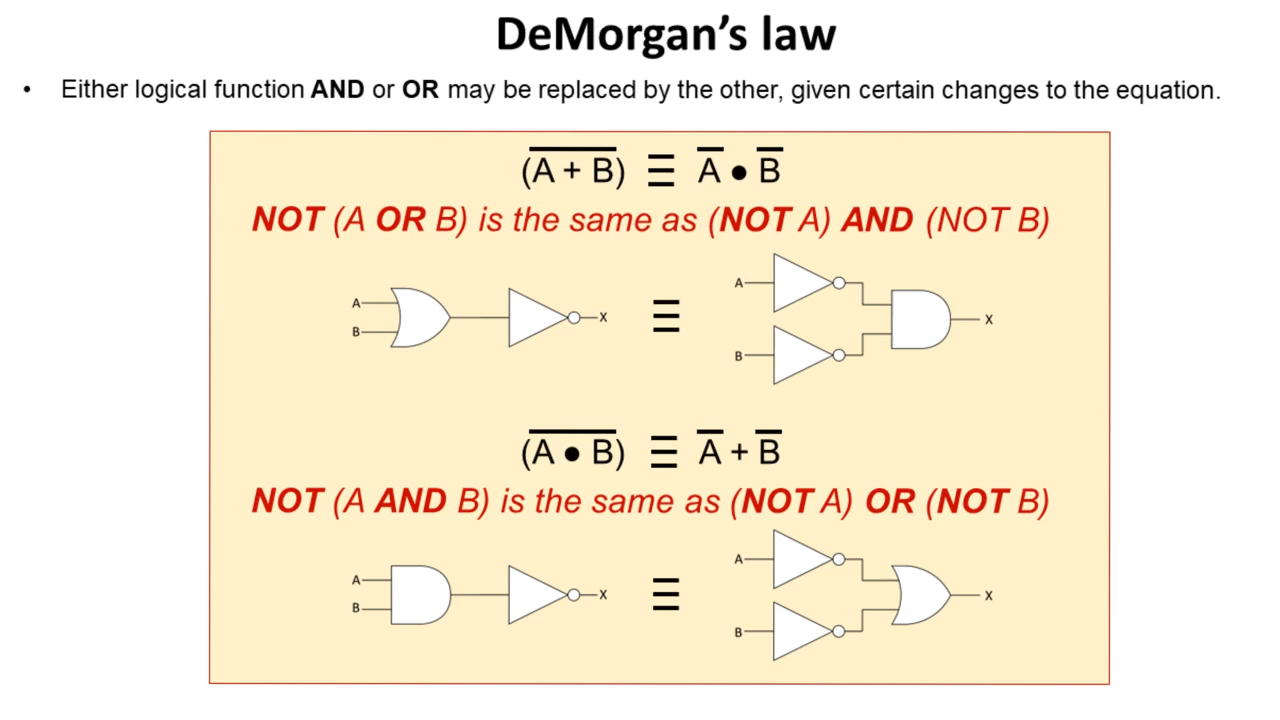 DeMorgan's law
• Either logical function AND or OR may be replaced by the other, given certain changes to the equation.
(A̅ ̅+̅ ̅B̅) ≡ A̅ • B̅
NOT (A OR B) is the same as (NOT A) AND (NOT B)
A
B
X
≡
A
B
X
(A̅ ̅•̅ ̅B̅) ≡ A̅ + B̅
NOT (A AND B) is the same as (NOT A) OR (NOT B)
A
B
X
≡
A
B
X